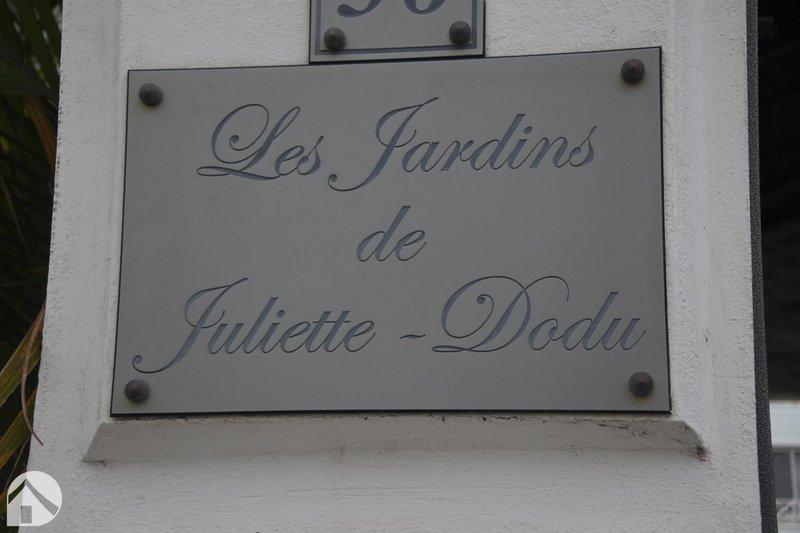 Les Jardins
de
Juliette - Dodu